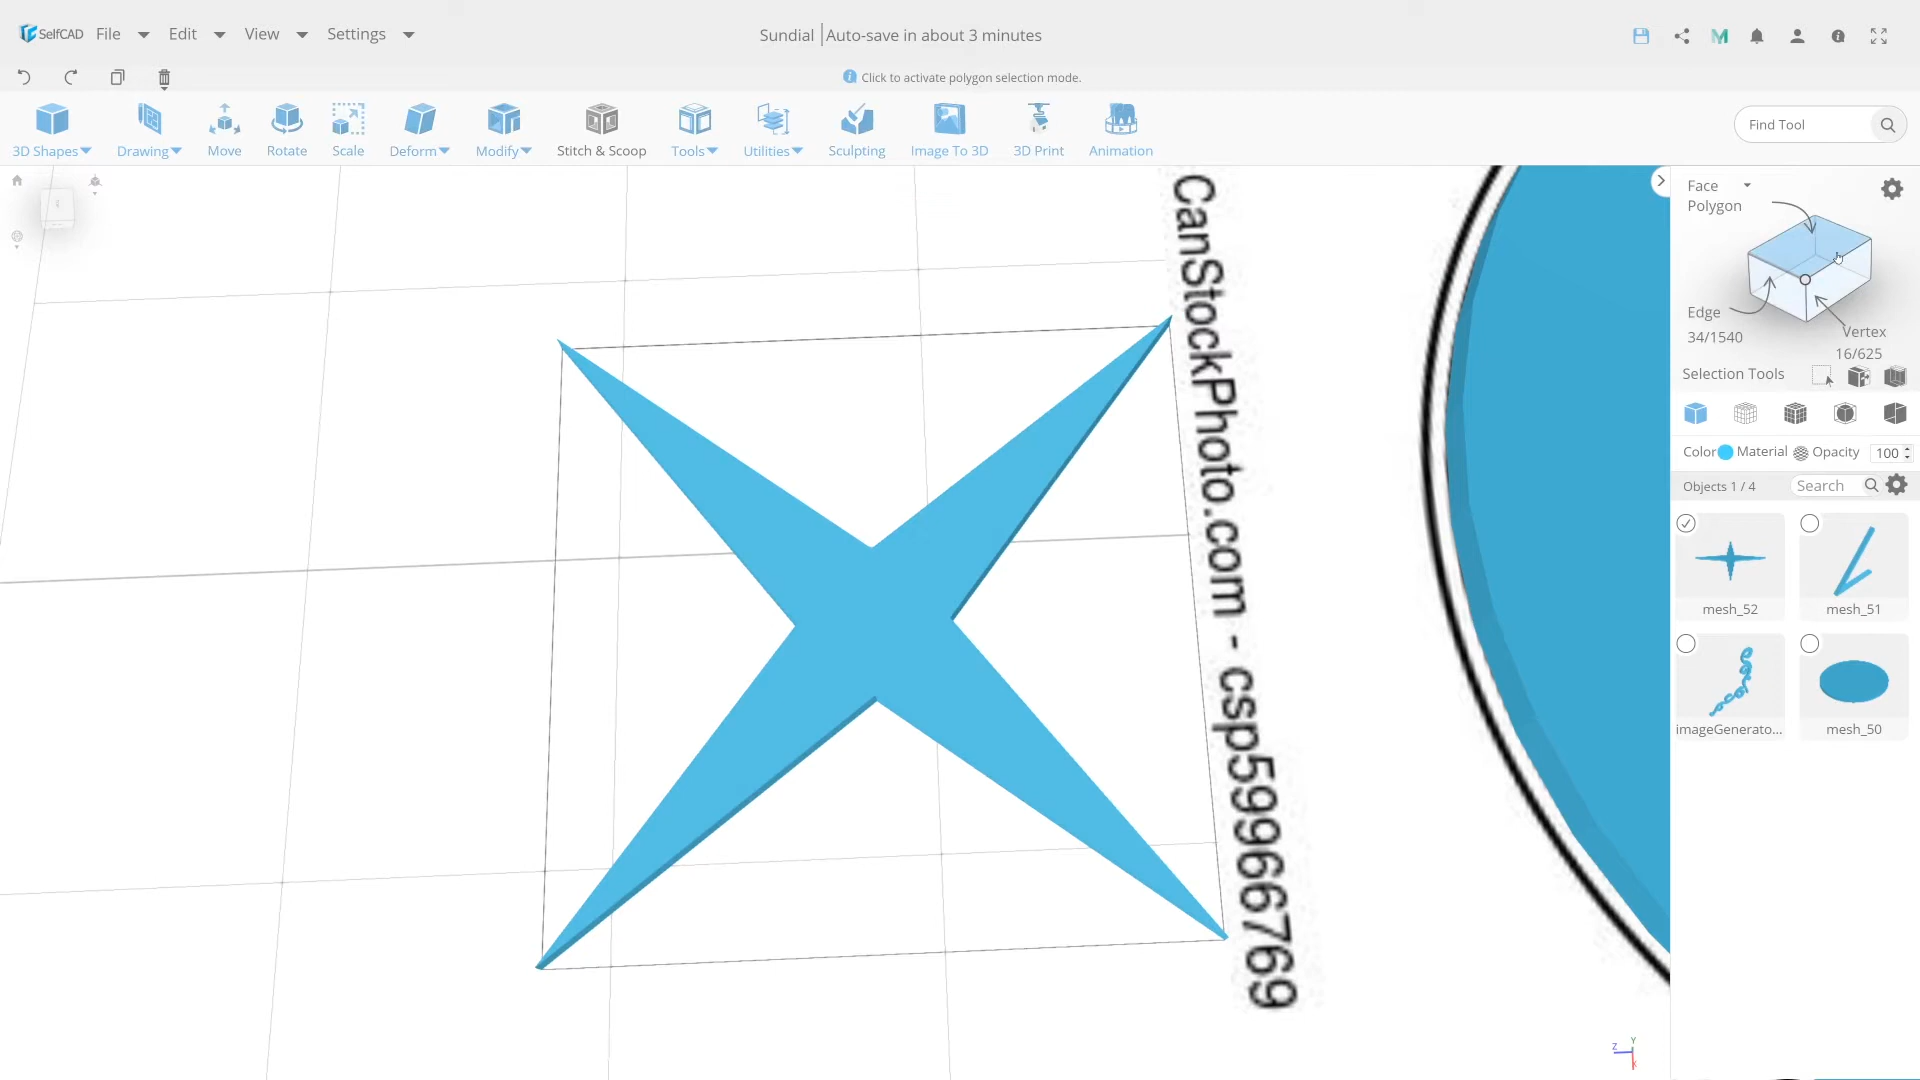 SelfCAD File Edit View Settings
Sundial |Auto-save in about 3 minutes
Click to activate polygon selection mode.
3D Shapes Drawing Move Rotate Scale Deform Modify Stitch & Scoop Tools Utilities Sculpting Image To 3D 3D Print Animation
Find Tool
CanStockPhoto.com - csp59966769
Face
Polygon
Edge
34/1540
Vertex
16/625
Selection Tools
Color Material Opacity 100
Objects 1 / 4 Search
mesh_52 mesh_51
imageGenerato... mesh_50
Z Y
X